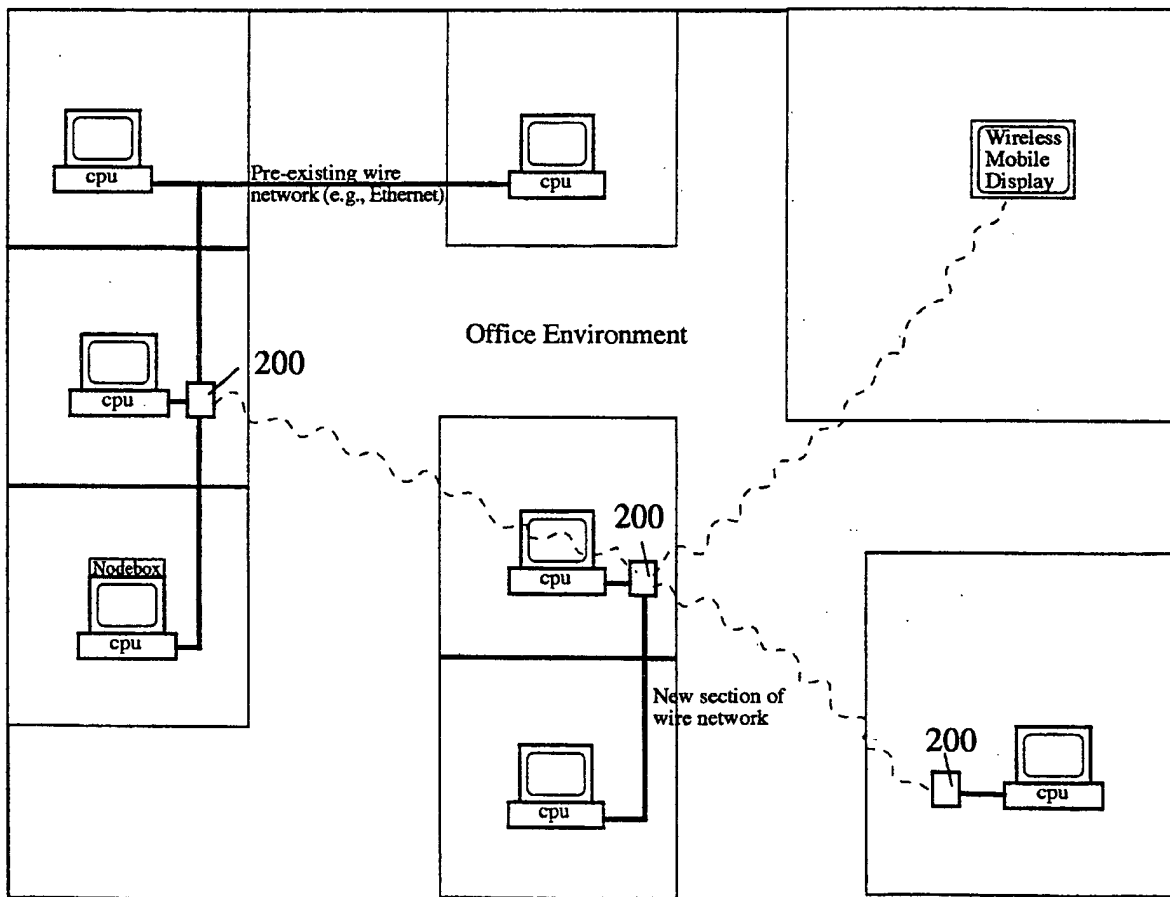 cpu
Pre-existing wire
network (e.g., Ethernet)
cpu
Wireless
Mobile
Display
Office Environment
cpu
200
200
cpu
Nodebox
cpu
New section of
wire network
cpu
200
cpu